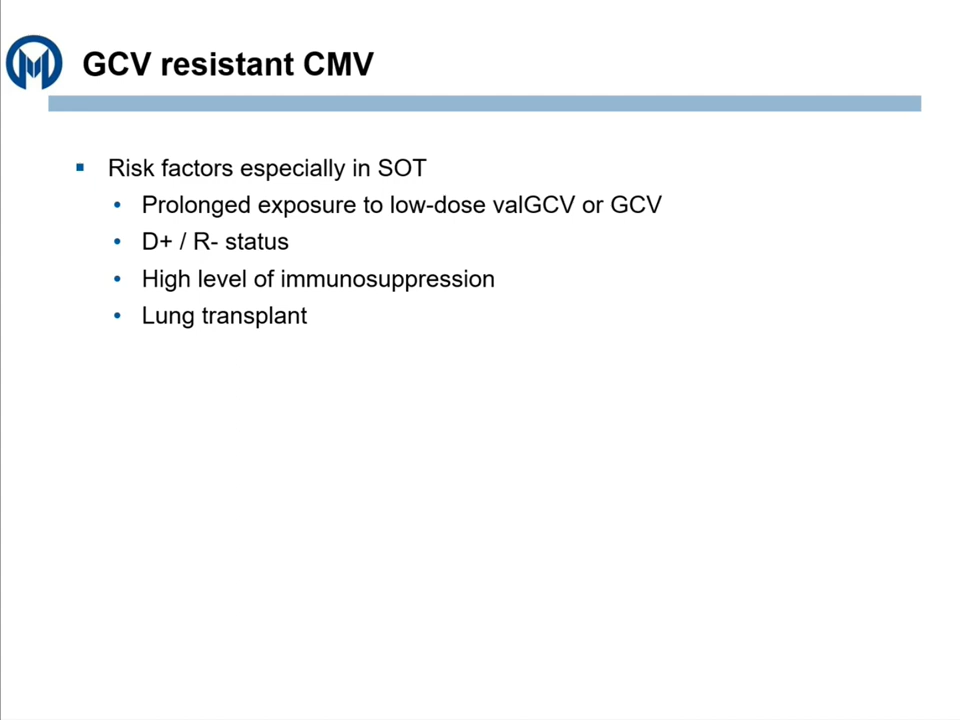 GCV resistant CMV
Risk factors especially in SOT
Prolonged exposure to low-dose valGCV or GCV
D+ / R- status
High level of immunosuppression
Lung transplant